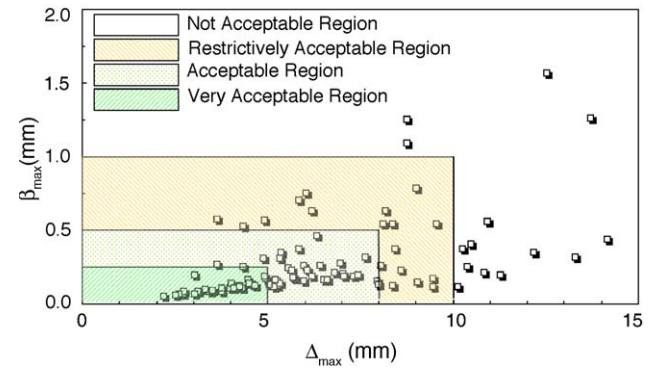 2.0
Not Acceptable Region
Restrictively Acceptable Region
Acceptable Region
Very Acceptable Region
1.5
1.0
0.5
0.0
βmax(mm)
0
5
10
15
Δmax (mm)